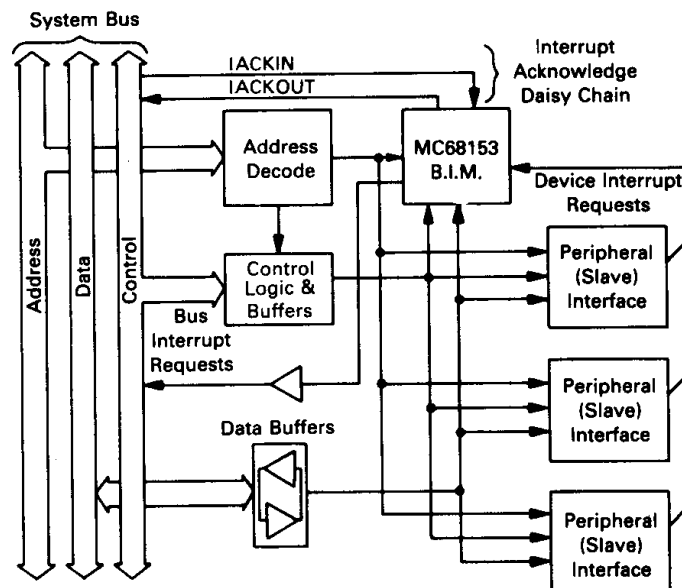 System Bus
IACKIN
IACKOUT
Interrupt
Acknowledge
Daisy Chain
Address
Decode
MC68153
B.I.M.
Device Interrupt
Requests
Address
Data
Control
Control
Logic &
Buffers
Bus
Interrupt
Requests
Peripheral
(Slave)
Interface
Data Buffers
Peripheral
(Slave)
Interface
Peripheral
(Slave)
Interface